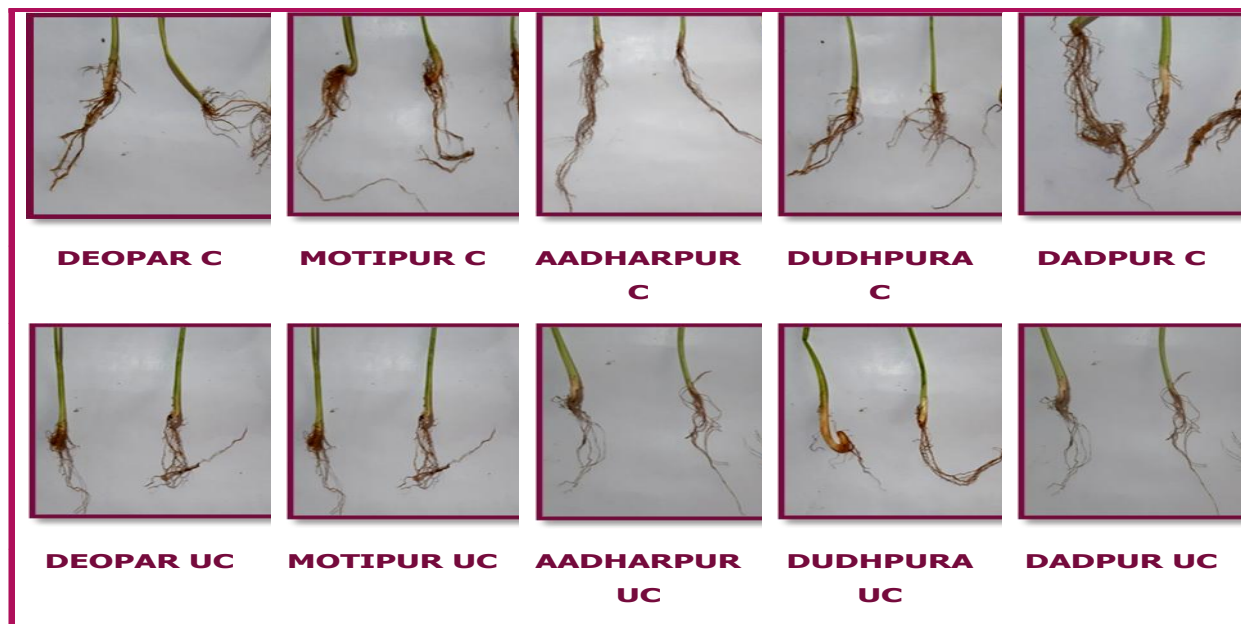 DEOPAR C
MOTIPUR C
AADHARPUR
C
DUDHPURA
C
DADPUR C
DEOPAR UC
MOTIPUR UC
AADHARPUR
UC
DUDHPURA
UC
DADPUR UC